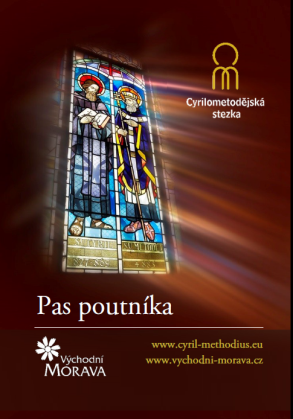 Cyrilometodějská
stezka
Pas poutníka
Východní
MORAVA
www.cyril-methodius.eu
www.vychodni-morava.cz